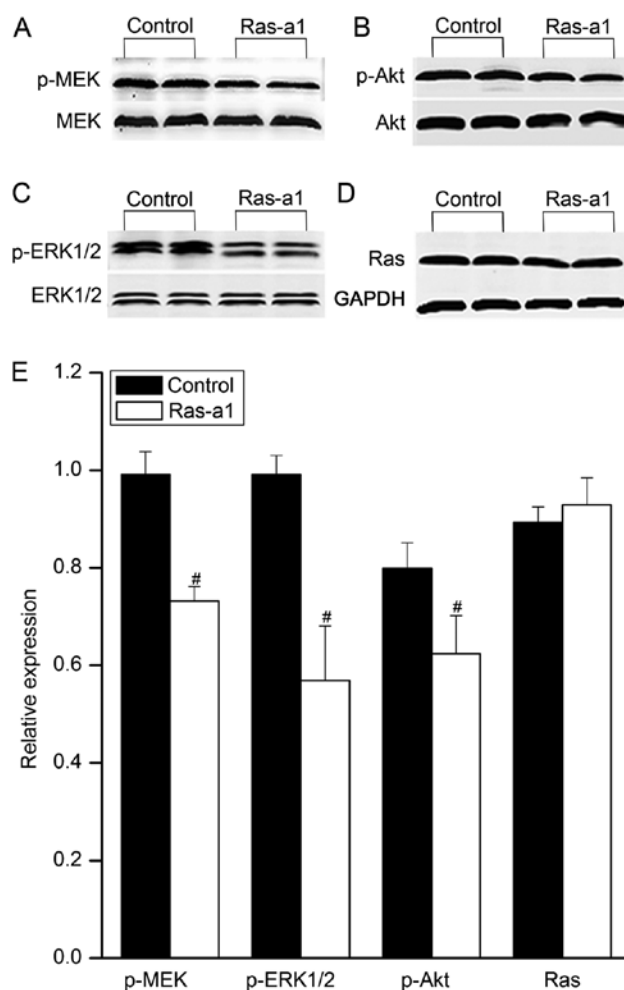 A
Control
Ras-a1
p-MEK
MEK
B
Control
Ras-a1
p-Akt
Akt
C
Control
Ras-a1
p-ERK1/2
ERK1/2
D
Control
Ras-a1
Ras
GAPDH
E
1.2
1.0
0.8
0.6
0.4
0.2
0.0
Relative expression
Control
Ras-a1
#
#
#
p-MEK
p-ERK1/2
p-Akt
Ras